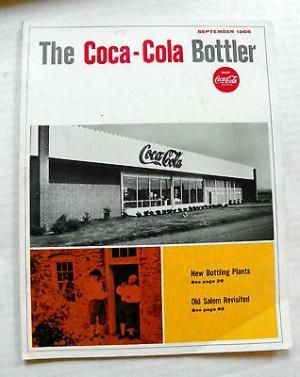 SEPTEMBER 1966
The Coca-Cola Bottler
Coca-Cola
Coca-Cola
New Bottling Plants
See page 26
Old Salem Revisited
See page 56